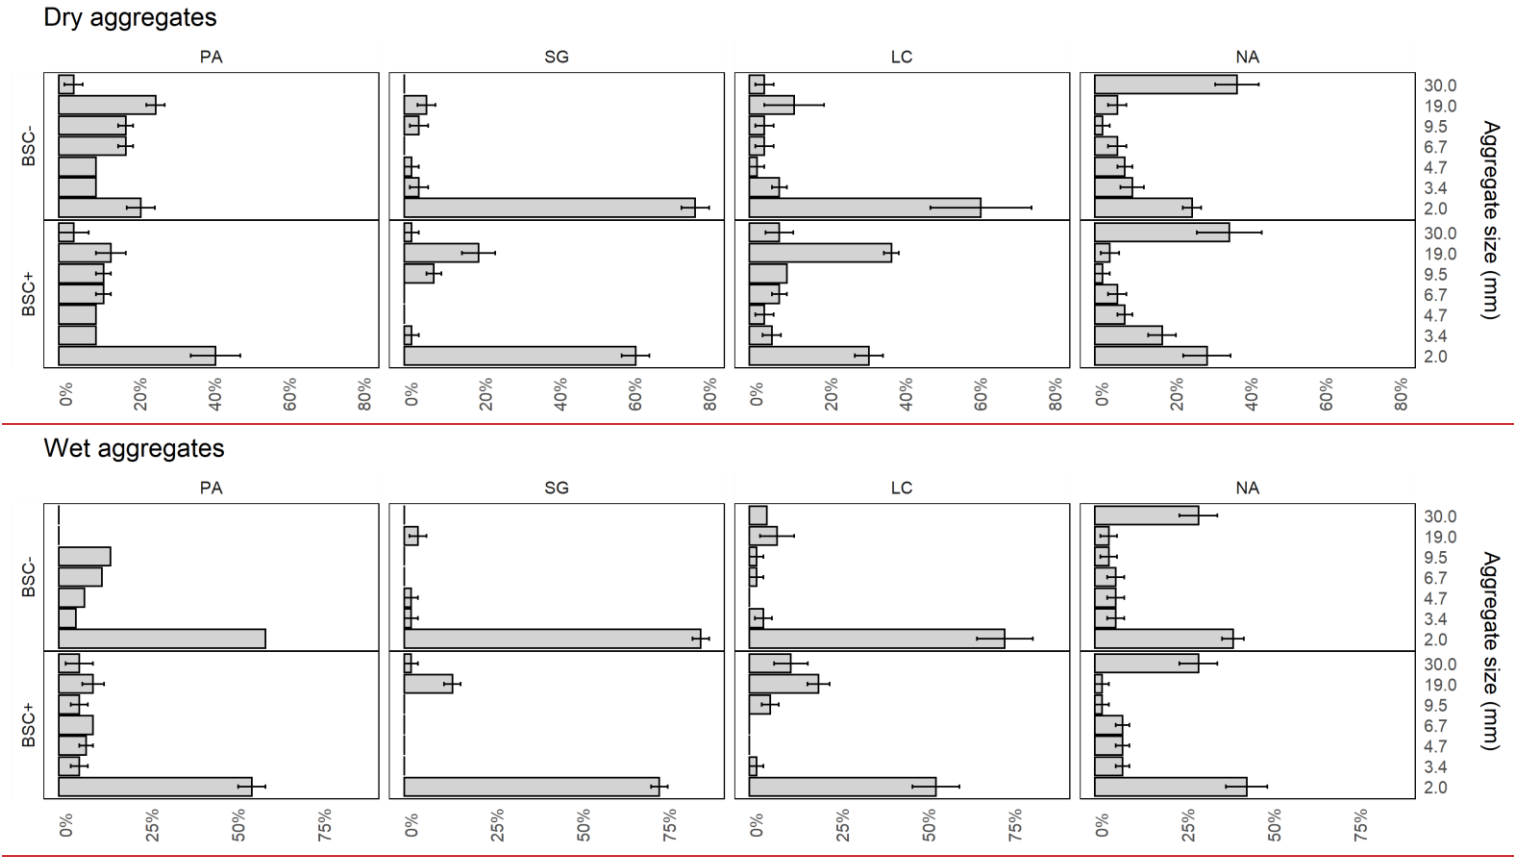 Dry aggregates
PA SG LC NA
BSC-
30.0
19.0
9.5
6.7
4.7
3.4
2.0
BSC+
30.0
19.0
9.5
6.7
4.7
3.4
2.0
Aggregate size (mm)
0% 20% 40% 60% 80% 0% 20% 40% 60% 80% 0% 20% 40% 60% 80% 0% 20% 40% 60% 80%
Wet aggregates
PA SG LC NA
BSC-
30.0
19.0
9.5
6.7
4.7
3.4
2.0
BSC+
30.0
19.0
9.5
6.7
4.7
3.4
2.0
Aggregate size (mm)
0% 25% 50% 75% 0% 25% 50% 75% 0% 25% 50% 75% 0% 25% 50% 75%